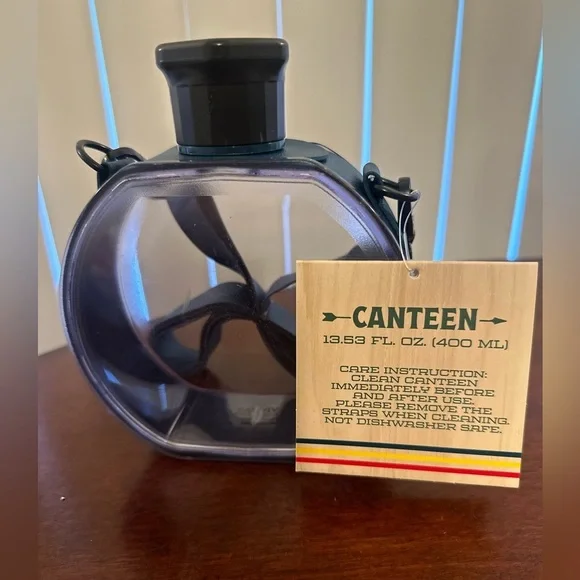 CANTEEN
13.53 FL. OZ. (400 ML)
CARE INSTRUCTION:
CLEAN CANTEEN
IMMEDIATELY BEFORE
AND AFTER USE.
PLEASE REMOVE THE
STRAPS WHEN CLEANING.
NOT DISHWASHER SAFE.